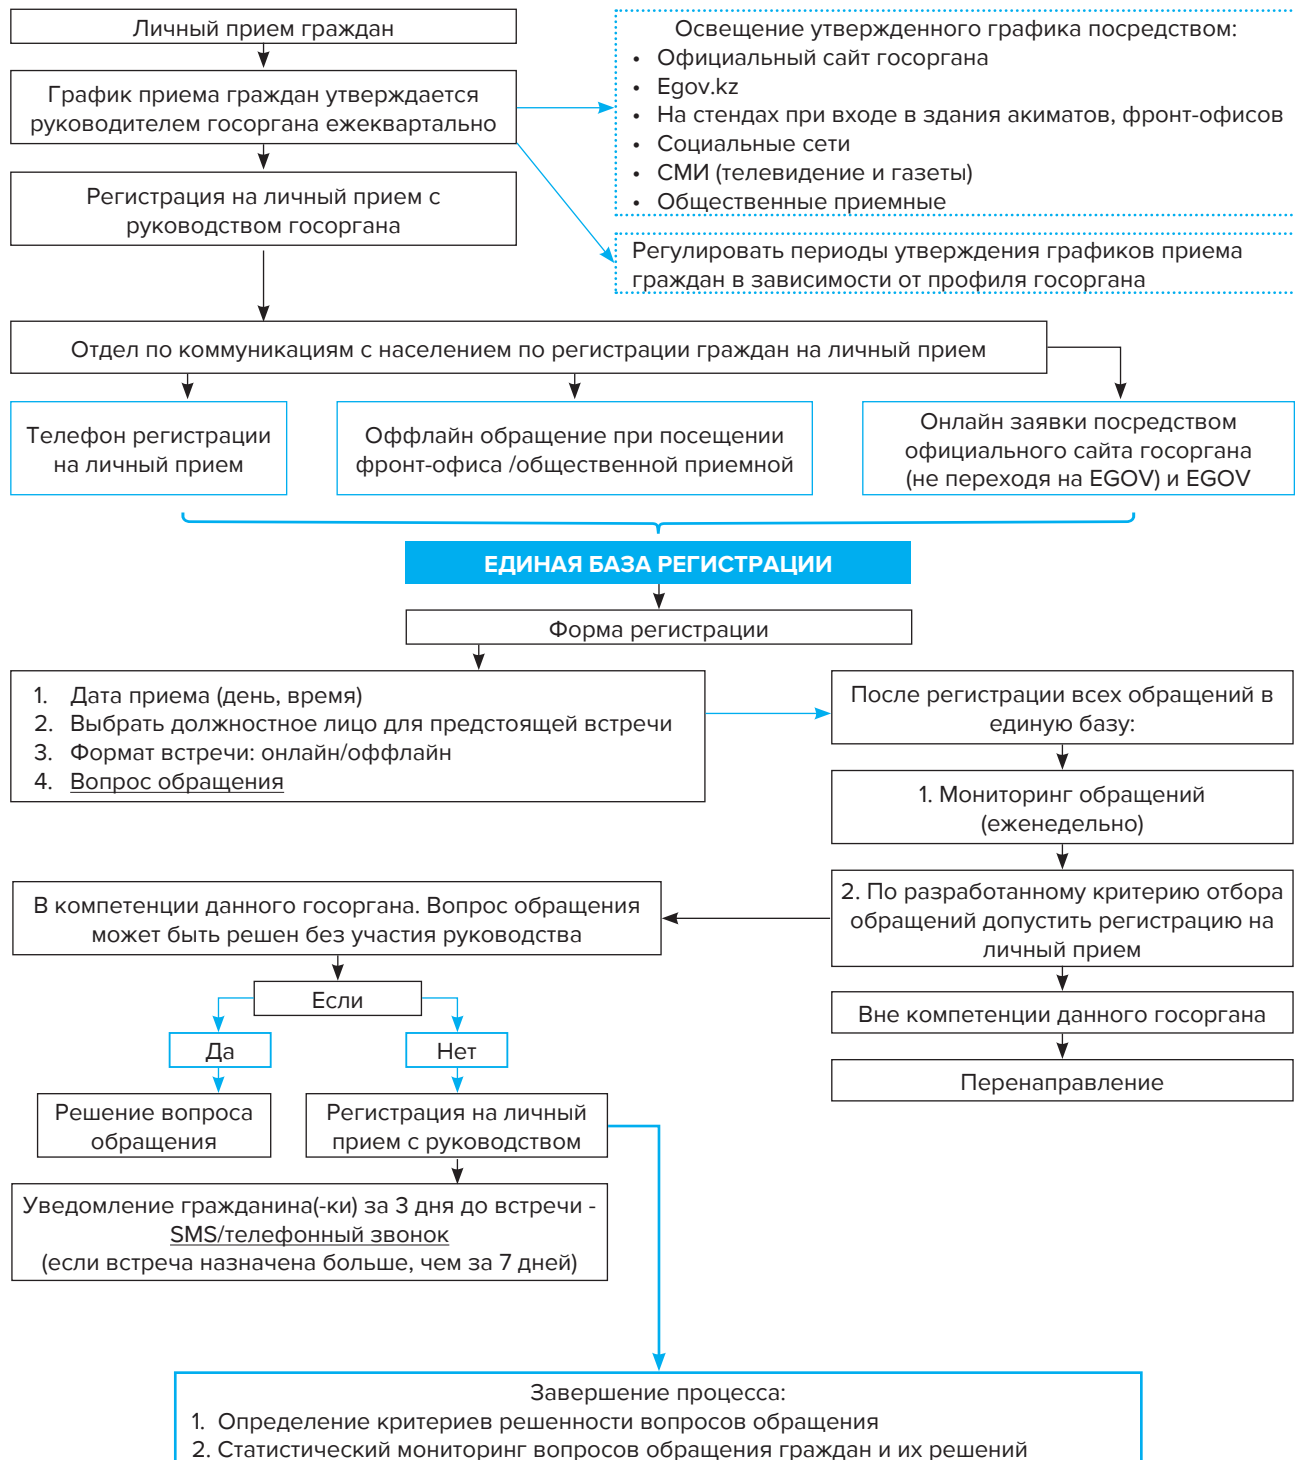 Личный прием граждан
График приема граждан утверждается
руководителем госоргана ежеквартально
Освещение утвержденного графика посредством:
• Официальный сайт госоргана
• Egov.kz
• На стендах при входе в здания акиматов, фронт-офисов
• Социальные сети
• СМИ (телевидение и газеты)
• Общественные приемные
Регистрация на личный прием с
руководством госоргана
Регулировать периоды утверждения графиков приема
граждан в зависимости от профиля госоргана
Отдел по коммуникациям с населением по регистрации граждан на личный прием
Телефон регистрации
на личный прием
Оффлайн обращение при посещении
фронт-офиса /общественной приемной
Онлайн заявки посредством
официального сайта госоргана
(не переходя на EGOV) и EGOV
ЕДИНАЯ БАЗА РЕГИСТРАЦИИ
Форма регистрации
1. Дата приема (день, время)
2. Выбрать должностное лицо для предстоящей встречи
3. Формат встречи: онлайн/оффлайн
4. Вопрос обращения
После регистрации всех обращений в
единую базу:
1. Мониторинг обращений
(еженедельно)
2. По разработанному критерию отбора
обращений допустить регистрацию на
личный прием
В компетенции данного госоргана. Вопрос обращения
может быть решен без участия руководства
Если
Да
Нет
Вне компетенции данного госоргана
Перенаправление
Решение вопроса
обращения
Регистрация на личный
прием с руководством
Уведомление гражданина(-ки) за 3 дня до встречи -
SMS/телефонный звонок
(если встреча назначена больше, чем за 7 дней)
Завершение процесса:
1. Определение критериев решенности вопросов обращения
2. Статистический мониторинг вопросов обращения граждан и их решений